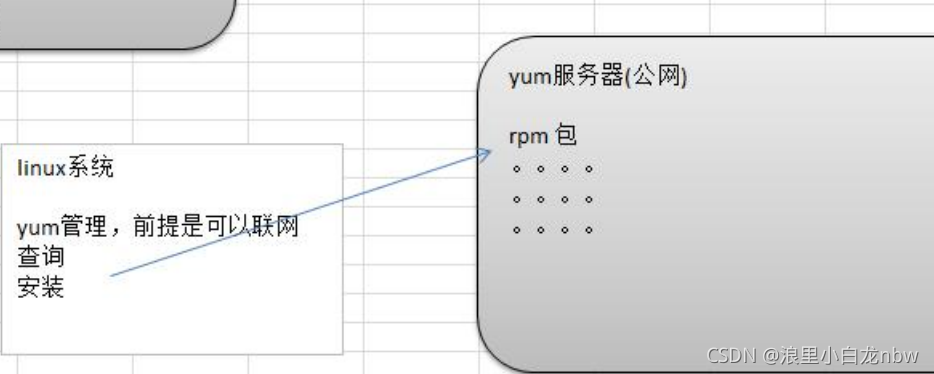 yum服务器(公网)
rpm 包
。。。。
。。。。
。。。。
linux系统
yum管理，前提是可以联网
查询
安装
CSDN @浪里小白龙nbw